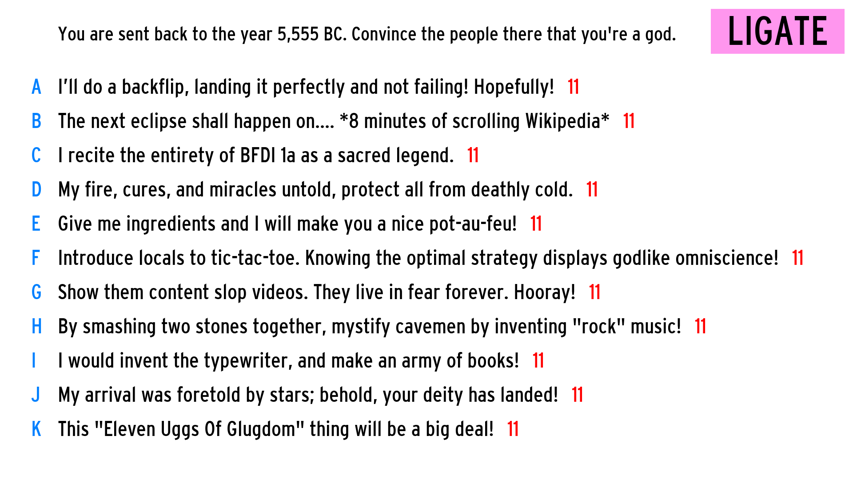 You are sent back to the year 5,555 BC. Convince the people there that you're a god.
LIGATE
A I'll do a backflip, landing it perfectly and not failing! Hopefully! 11
B The next eclipse shall happen on.... *8 minutes of scrolling Wikipedia* 11
C I recite the entirety of BFDI 1a as a sacred legend. 11
D My fire, cures, and miracles untold, protect all from deathly cold. 11
E Give me ingredients and I will make you a nice pot-au-feu! 11
F Introduce locals to tic-tac-toe. Knowing the optimal strategy displays godlike omniscience! 11
G Show them content slop videos. They live in fear forever. Hooray! 11
H By smashing two stones together, mystify cavemen by inventing "rock" music! 11
I I would invent the typewriter, and make an army of books! 11
J My arrival was foretold by stars; behold, your deity has landed! 11
K This "Eleven Uggs Of Glugdom" thing will be a big deal! 11